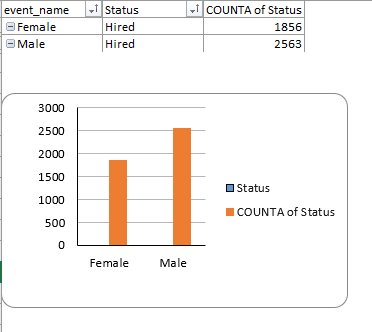 event_name Status COUNTA of Status
Female Hired 1856
Male Hired 2563
3000
2500
2000
1500
1000
500
0
Female Male
Status
COUNTA of Status